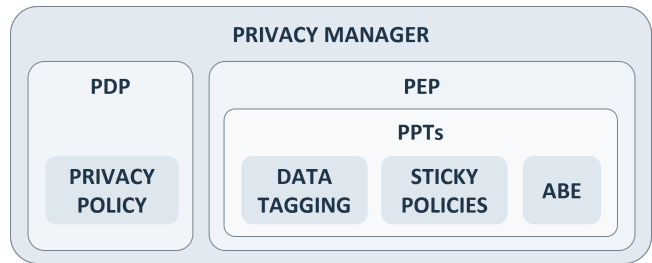 PRIVACY MANAGER
PDP
PRIVACY
POLICY
PEP
PPTs
DATA
TAGGING
STICKY
POLICIES
ABE